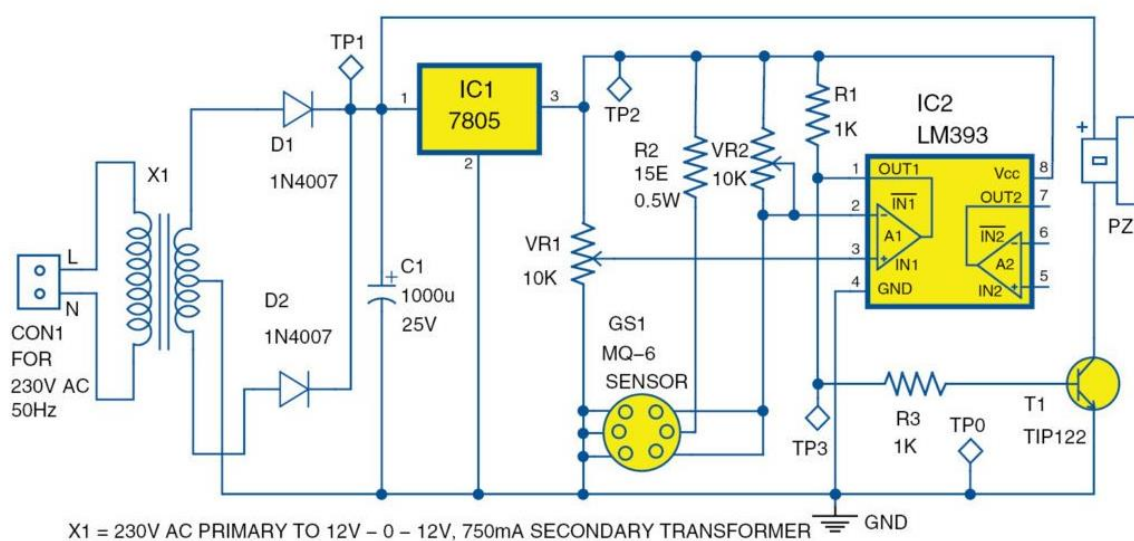 TP1
IC1
7805
1
3
2
D1
1N4007
X1
L
N
CON1
FOR
230V AC
50Hz
D2
1N4007
C1
+
1000u
25V
VR1
10K
TP2
R2
15E
0.5W
VR2
10K
R1
1K
IC2
LM393
1
OUT1
Vcc
8
OUT2
7
2
IN1
-
A1
3
+
IN1
4
GND
6
IN2
-
A2
5
+
IN2
+
PZ
GS1
MQ-6
SENSOR
TP3
R3
1K
TP0
T1
TIP122
GND
X1 = 230V AC PRIMARY TO 12V – 0 – 12V, 750mA SECONDARY TRANSFORMER